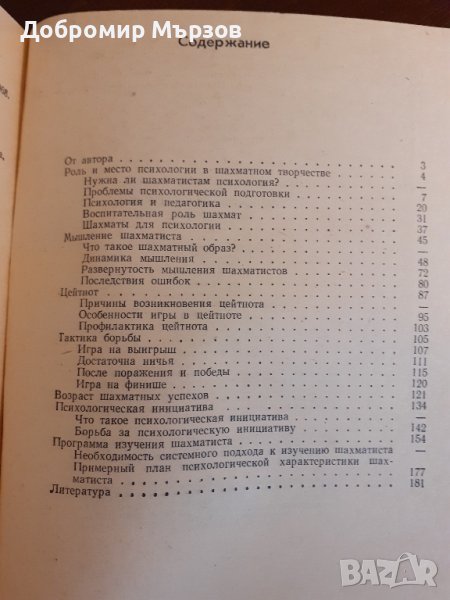 Добромир Мързов
Содержание
От автора . . . . . . . . . . . . . . . . 3
Роль и место психологии в шахматном творчестве . . . 4
Нужна ли шахматистам психология? . . . . . . . —
Проблемы психологической подготовки . . . . . . 7
Психология и педагогика . . . . . . . . . . 20
Воспитательная роль шахмат . . . . . . . . . 31
Шахматы для психологии . . . . . . . . . . 37
Мышление шахматиста . . . . . . . . . . . 45
Что такое шахматный образ? . . . . . . . . . —
Динамика мышления . . . . . . . . . . . 48
Развернутость мышления шахматистов . . . . . . 72
Последствия ошибок . . . . . . . . . . . 80
Цейтнот . . . . . . . . . . . . . . . . 87
Причины возникновения цейтнота . . . . . . . —
Особенности игры в цейтноте . . . . . . . . 95
Профилактика цейтнота . . . . . . . . . . 103
Тактика борьбы . . . . . . . . . . . . . 105
Игра на выигрыш . . . . . . . . . . . . 107
Достаточна ничья . . . . . . . . . . . . 111
После поражения и победы . . . . . . . . . 115
Игра на финише . . . . . . . . . . . . 120
Возраст шахматных успехов . . . . . . . . . 121
Психологическая инициатива . . . . . . . . . 134
Что такое психологическая инициатива . . . . . . —
Борьба за психологическую инициативу . . . . . . 142
Программа изучения шахматиста . . . . . . . . 154
Необходимость системного подхода к изучению шахматиста —
Примерный план психологической характеристики шах-
матиста . . . . . . . . . . . . . . . 177
Литература . . . . . . . . . . . . . . . 181
BAZAR